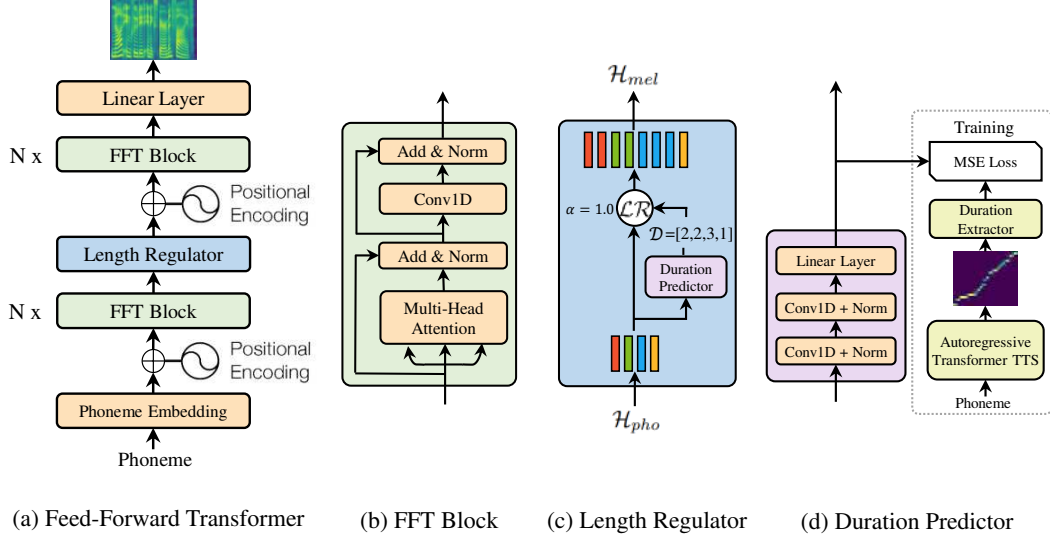 Linear Layer
N x
FFT Block
Positional
Encoding
Length Regulator
N x
FFT Block
Positional
Encoding
Phoneme Embedding
Phoneme
(a) Feed-Forward Transformer
Add & Norm
Conv1D
Add & Norm
Multi-Head
Attention
(b) FFT Block
ℋ_mel
α = 1.0
ℒℛ
𝒟=[2,2,3,1]
Duration
Predictor
ℋ_pho
(c) Length Regulator
Linear Layer
Conv1D + Norm
Conv1D + Norm
Training
MSE Loss
Duration
Extractor
Autoregressive
Transformer TTS
Phoneme
(d) Duration Predictor